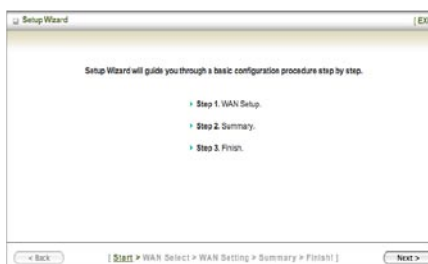 Setup Wizard [ EXI
Setup Wizard will guide you through a basic configuration procedure step by step.
Step 1. WAN Setup.
Step 2. Summary.
Step 3. Finish.
< Back [ Start > WAN Select > WAN Setting > Summary > Finish! ] Next >